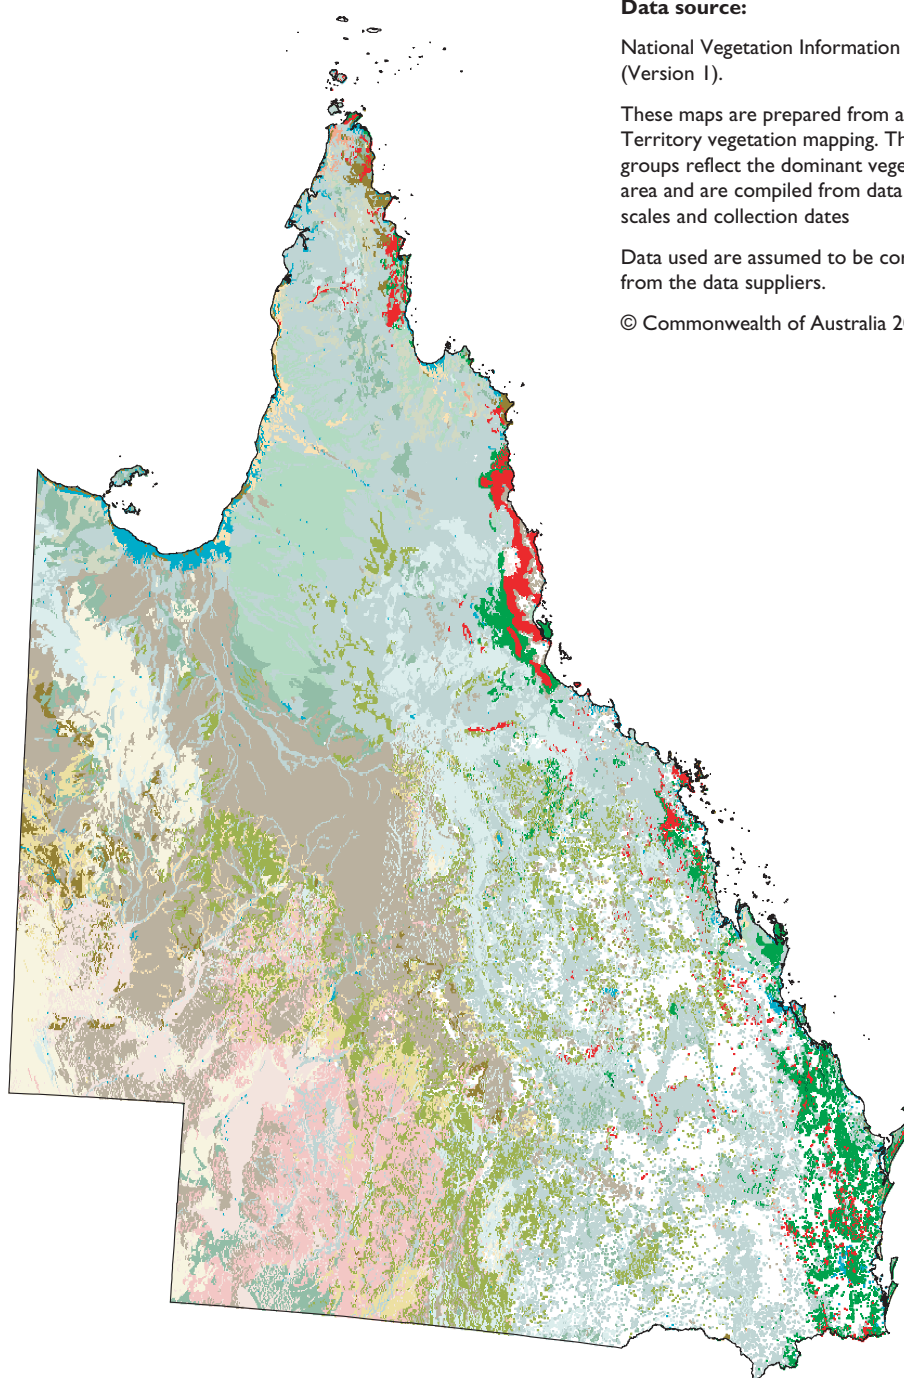 Data source:
National Vegetation Information
(Version 1).
These maps are prepared from a
Territory vegetation mapping. Th
groups reflect the dominant vege
area and are compiled from data
scales and collection dates
Data used are assumed to be cor
from the data suppliers.
© Commonwealth of Australia 20